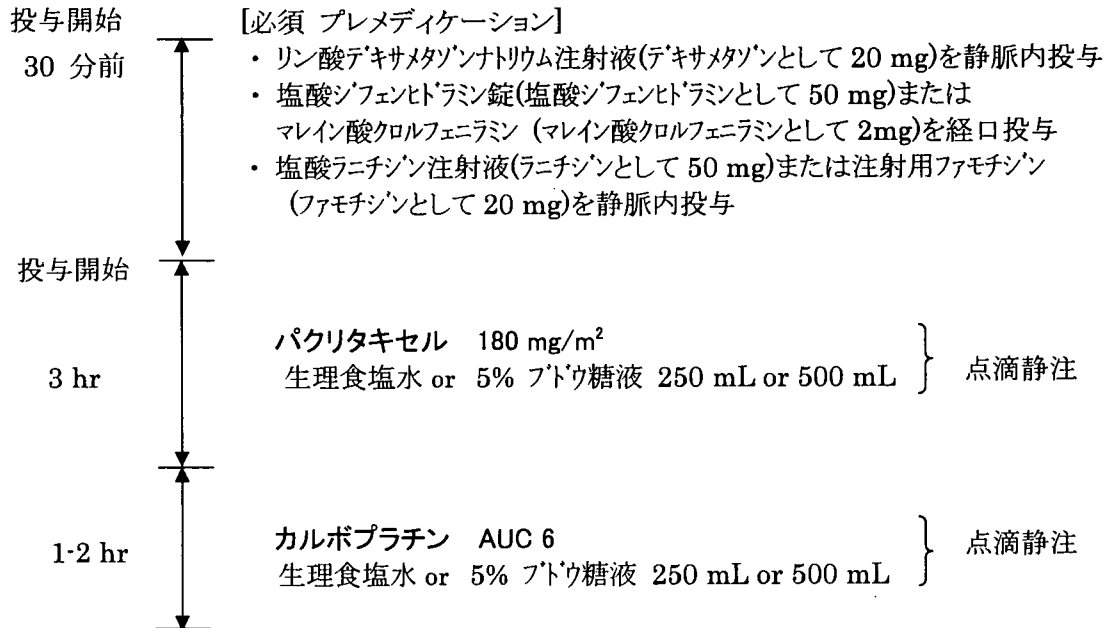 投与開始
30 分前
[必須 プレメディケーション]
・ リン酸デキサメタゾンナトリウム注射液(デキサメタゾンとして 20 mg)を静脈内投与
・ 塩酸ジフェンヒドラミン錠(塩酸ジフェンヒドラミンとして 50 mg)または
マレイン酸クロルフェニラミン (マレイン酸クロルフェニラミンとして 2mg)を経口投与
・ 塩酸ラニチジン注射液(ラニチジンとして 50 mg)または注射用ファモチジン
(ファモチジンとして 20 mg)を静脈内投与
投与開始
3 hr
パクリタキセル 180 mg/m²
生理食塩水 or 5% ブドウ糖液 250 mL or 500 mL
点滴静注
1-2 hr
カルボプラチン AUC 6
生理食塩水 or 5% ブドウ糖液 250 mL or 500 mL
点滴静注